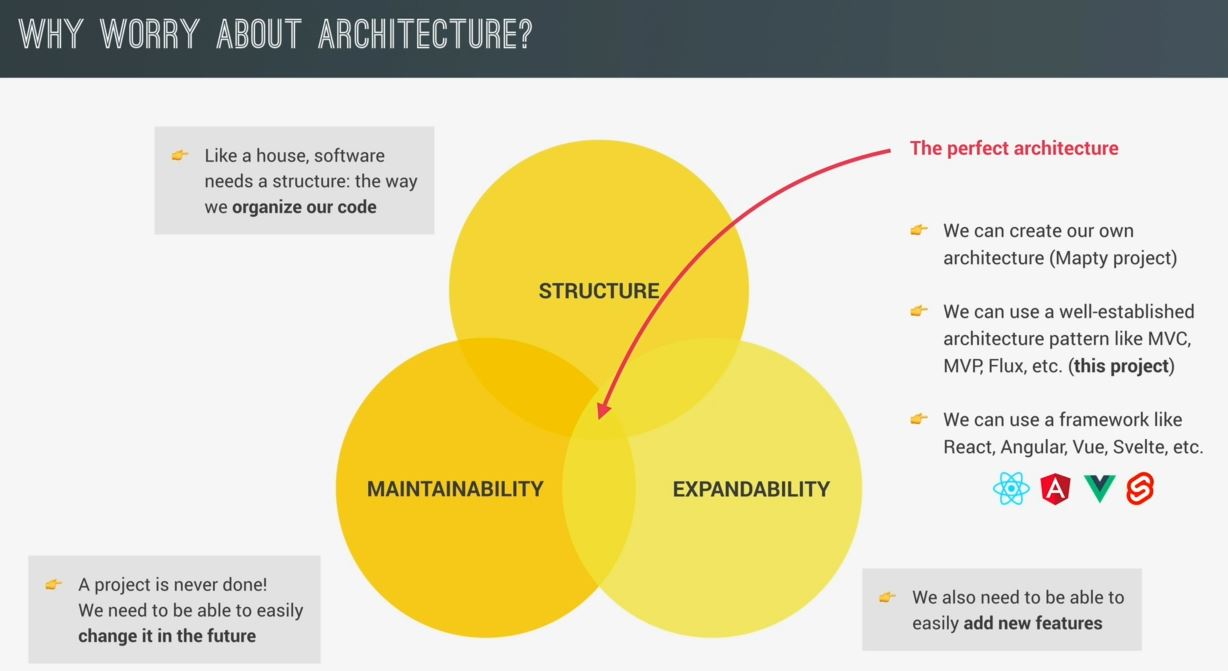 WHY WORRY ABOUT ARCHITECTURE?
Like a house, software
needs a structure: the way
we organize our code
STRUCTURE
MAINTAINABILITY
EXPANDABILITY
The perfect architecture
We can create our own
architecture (Mapty project)
We can use a well-established
architecture pattern like MVC,
MVP, Flux, etc. (this project)
We can use a framework like
React, Angular, Vue, Svelte, etc.
A
A project is never done!
We need to be able to easily
change it in the future
We also need to be able to
easily add new features